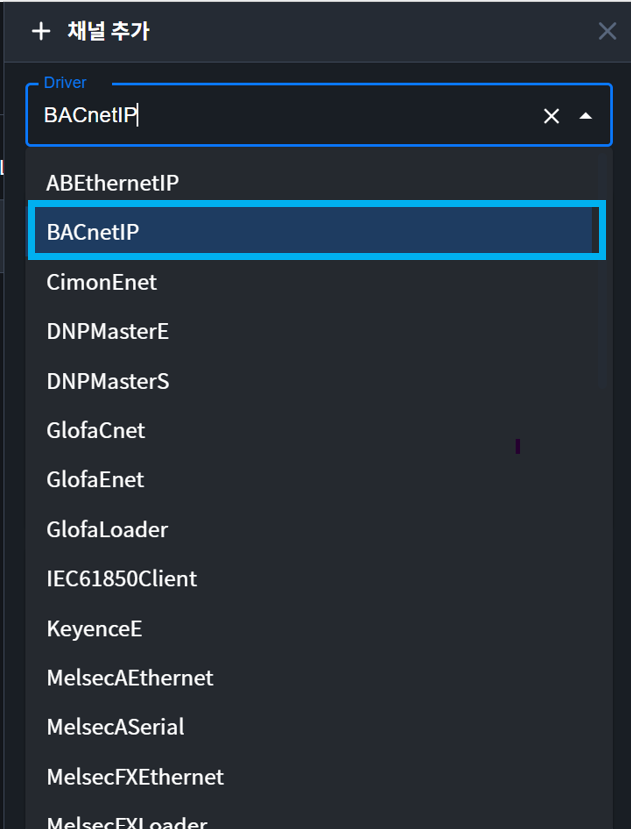 채널 추가
Driver
BACnetIP
ABEthernetIP
BACnetIP
CimonEnet
DNPMasterE
DNPMasterS
GlofaCnet
GlofaEnet
GlofaLoader
IEC61850Client
KeyenceE
MelsecAEthernet
MelsecASerial
MelsecFXEthernet
MelsecFXLoader